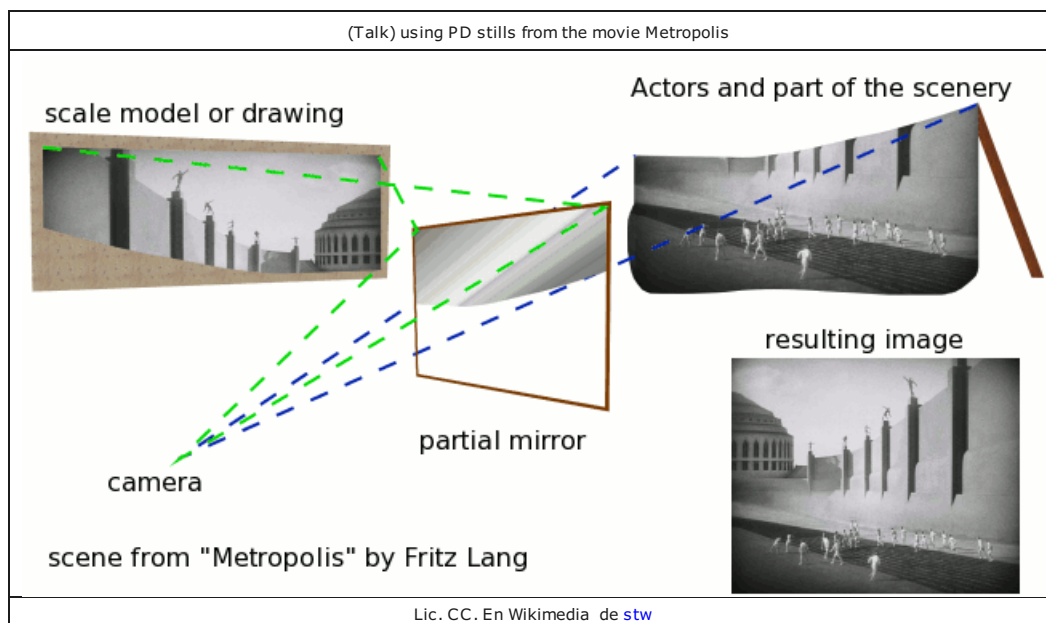 (Talk) using PD stills from the movie Metropolis
scale model or drawing
Actors and part of the scenery
resulting image
partial mirror
camera
scene from "Metropolis" by Fritz Lang
Lic. CC. En Wikimedia de stw